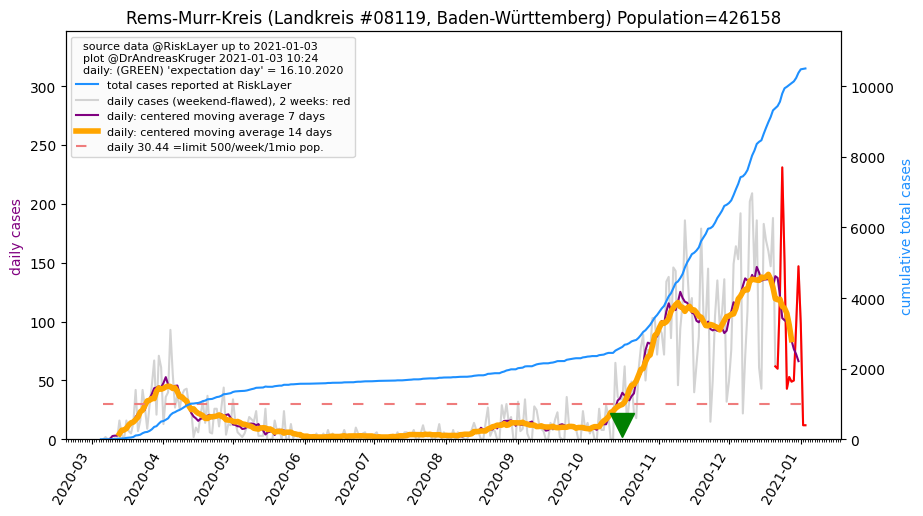 Rems-Murr-Kreis (Landkreis #08119, Baden-Württemberg) Population=426158
source data @RiskLayer up to 2021-01-03
plot @DrAndreasKruger 2021-01-03 10:24
daily: (GREEN) 'expectation day' = 16.10.2020
total cases reported at RiskLayer
daily cases (weekend-flawed), 2 weeks: red
daily: centered moving average 7 days
daily: centered moving average 14 days
daily 30.44 =limit 500/week/1mio pop.
daily cases
300
250
200
150
100
50
0
10000
8000
6000
4000
2000
0
cumulative total cases
2020-03
2020-04
2020-05
2020-06
2020-07
2020-08
2020-09
2020-10
2020-11
2020-12
2021-01